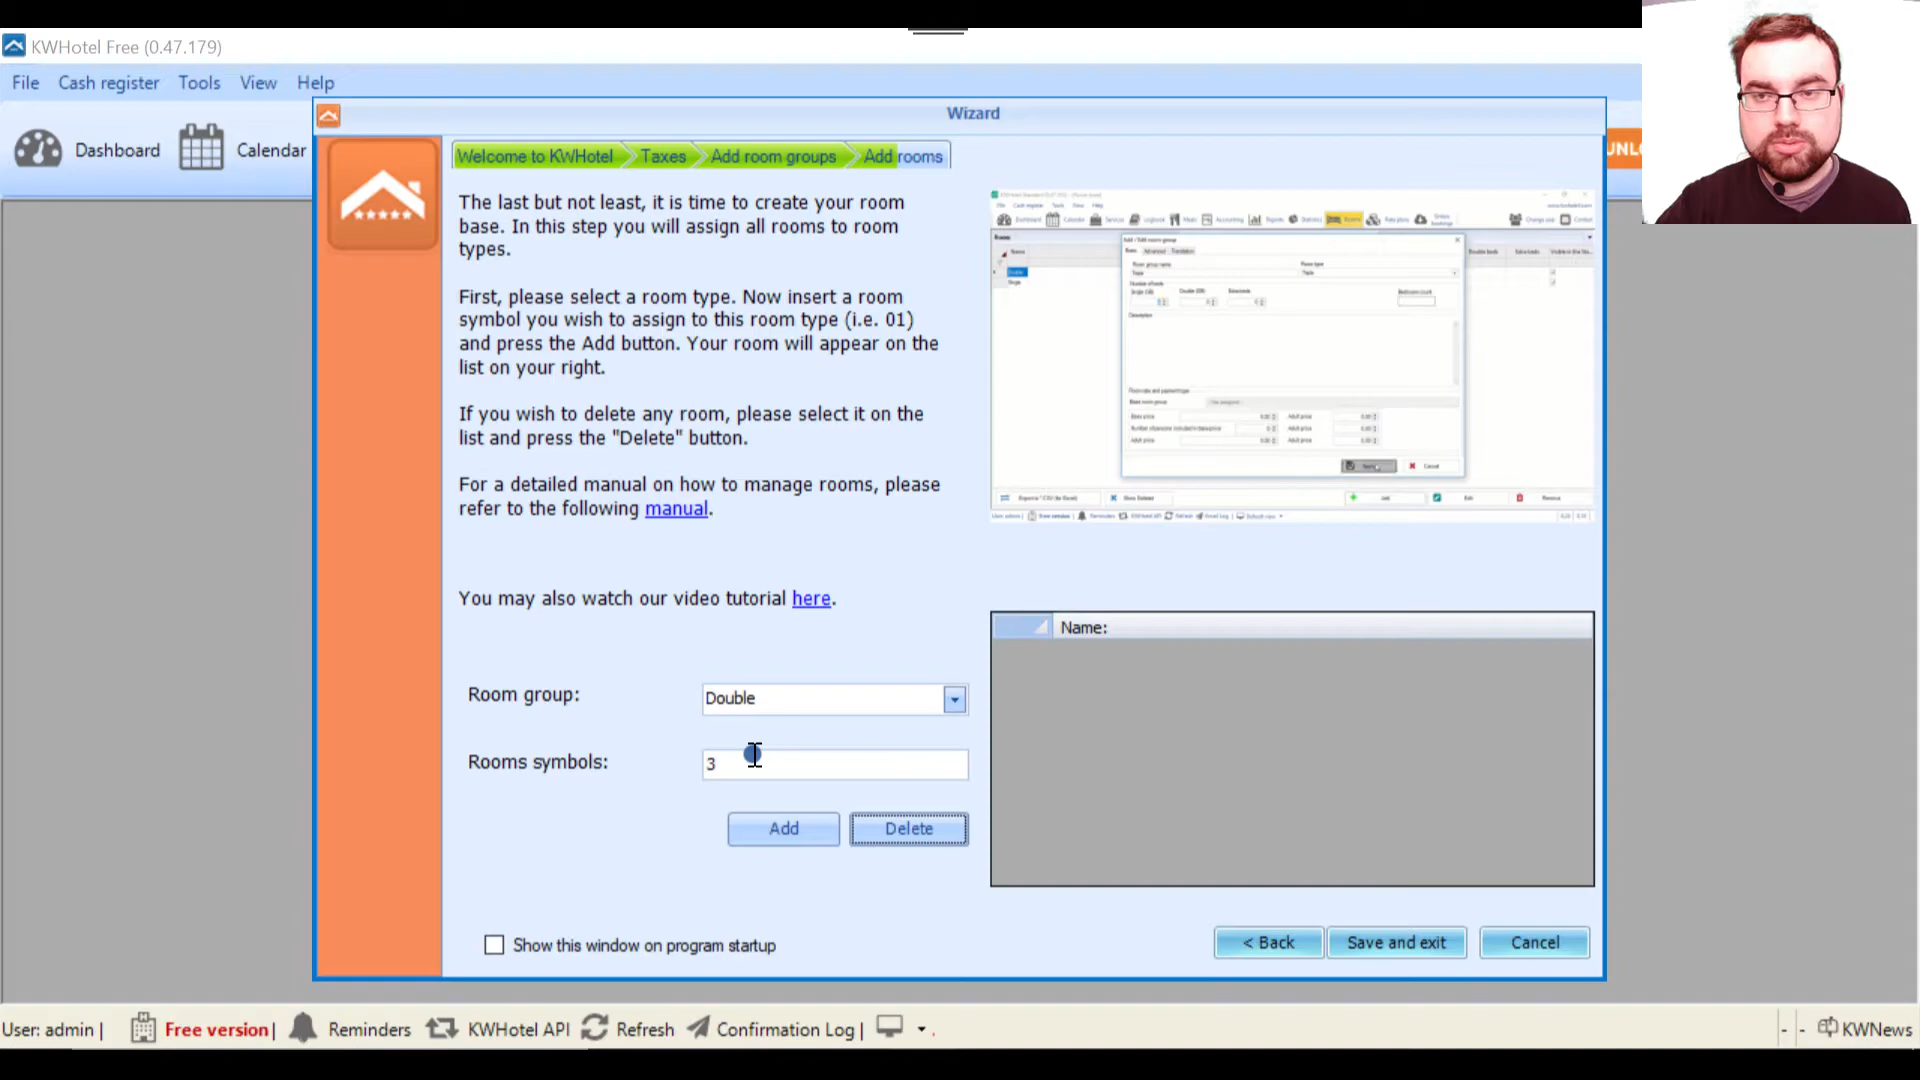 KWHotel Free (0.47.179)
File Cash register Tools View Help
Dashboard Calendar
Wizard
Welcome to KWHotel Taxes Add room groups Add rooms
The last but not least, it is time to create your room
base. In this step you will assign all rooms to room
types.
First, please select a room type. Now insert a room
symbol you wish to assign to this room type (i.e. 01)
and press the Add button. Your room will appear on the
list on your right.
If you wish to delete any room, please select it on the
list and press the "Delete" button.
For a detailed manual on how to manage rooms, please
refer to the following manual.
You may also watch our video tutorial here.
Name:
Room group: Double
Rooms symbols: 3
Add Delete
Show this window on program startup
< Back Save and exit Cancel
User: admin | Free version | Reminders KWHotel API Refresh Confirmation Log | . - - KWNews